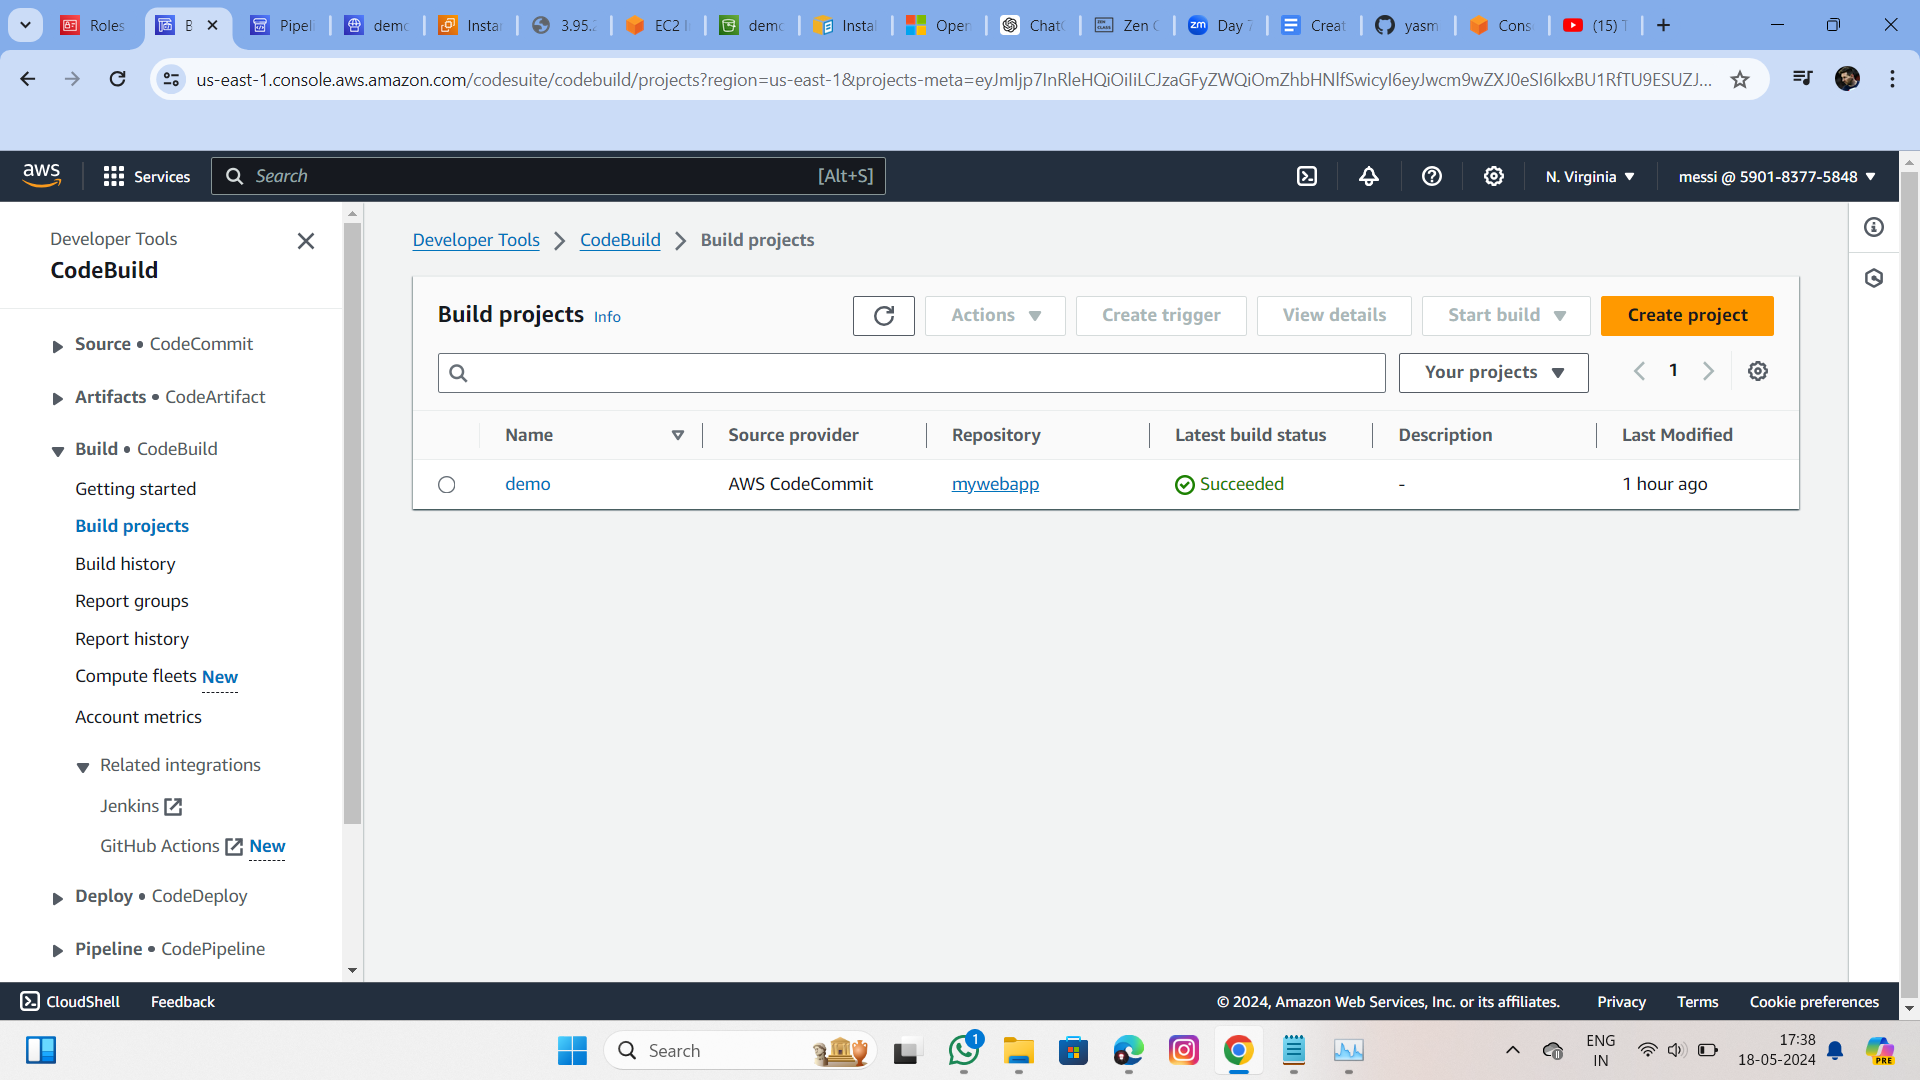 Roles
B
Pipeli
demo
Instan
3.95.2
EC2 I
demo
Instal
Open
Chat
Zen C
zm
Day 7
Creat
yasm
Cons
(15) T
us-east-1.console.aws.amazon.com/codesuite/codebuild/projects?region=us-east-1&projects-meta=
aws
Services
Search
[Alt+S]
N. Virginia
messi @ 5901-8377-5848
Developer Tools
CodeBuild
Source • CodeCommit
Artifacts • CodeArtifact
Build • CodeBuild
Getting started
Build projects
Build history
Report groups
Report history
Compute fleets New
Account metrics
Related integrations
Jenkins
GitHub Actions New
Deploy • CodeDeploy
Pipeline • CodePipeline
Developer Tools
CodeBuild
Build projects
Build projects Info
Actions
Create trigger
View details
Start build
Create project
Your projects
1
Name
Source provider
Repository
Latest build status
Description
Last Modified
demo
AWS CodeCommit
mywebapp
Succeeded
-
1 hour ago
CloudShell
Feedback
© 2024, Amazon Web Services, Inc. or its affiliates.
Privacy
Terms
Cookie preferences
Search
1
ENG
IN
17:38
18-05-2024
PRE